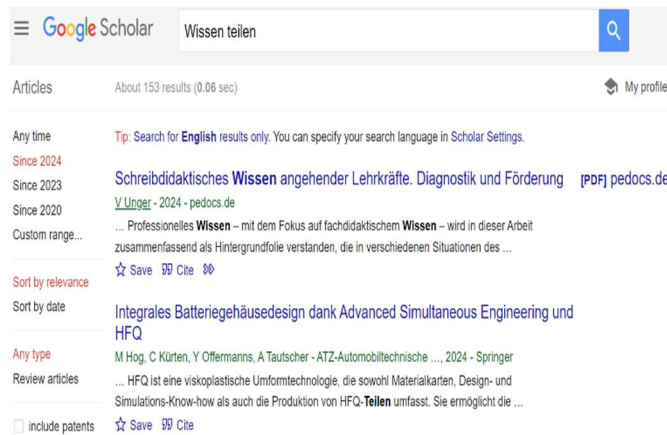 Google Scholar
Wissen teilen
Articles
About 153 results (0.06 sec)
My profile
Any time
Since 2024
Since 2023
Since 2020
Custom range...
Sort by relevance
Sort by date
Any type
Review articles
include patents
Tip: Search for English results only. You can specify your search language in Scholar Settings.
Schreibdidaktisches Wissen angehender Lehrkräfte. Diagnostik und Förderung
[PDF] pedocs.de
V Unger - 2024 - pedocs.de
... Professionelles Wissen – mit dem Fokus auf fachdidaktischem Wissen – wird in dieser Arbeit
zusammenfassend als Hintergrundfolie verstanden, die in verschiedenen Situationen des ...
Save Cite
Integrales Batteriegehäusedesign dank Advanced Simultaneous Engineering und
HFQ
M Hog, C Kürten, Y Offermanns, A Tautscher - ATZ-Automobiltechnische ..., 2024 - Springer
... HFQ ist eine viskoplastische Umformtechnologie, die sowohl Materialkarten, Design- und
Simulations-Know-how als auch die Produktion von HFQ-Teilen umfasst. Sie ermöglicht die ...
Save Cite